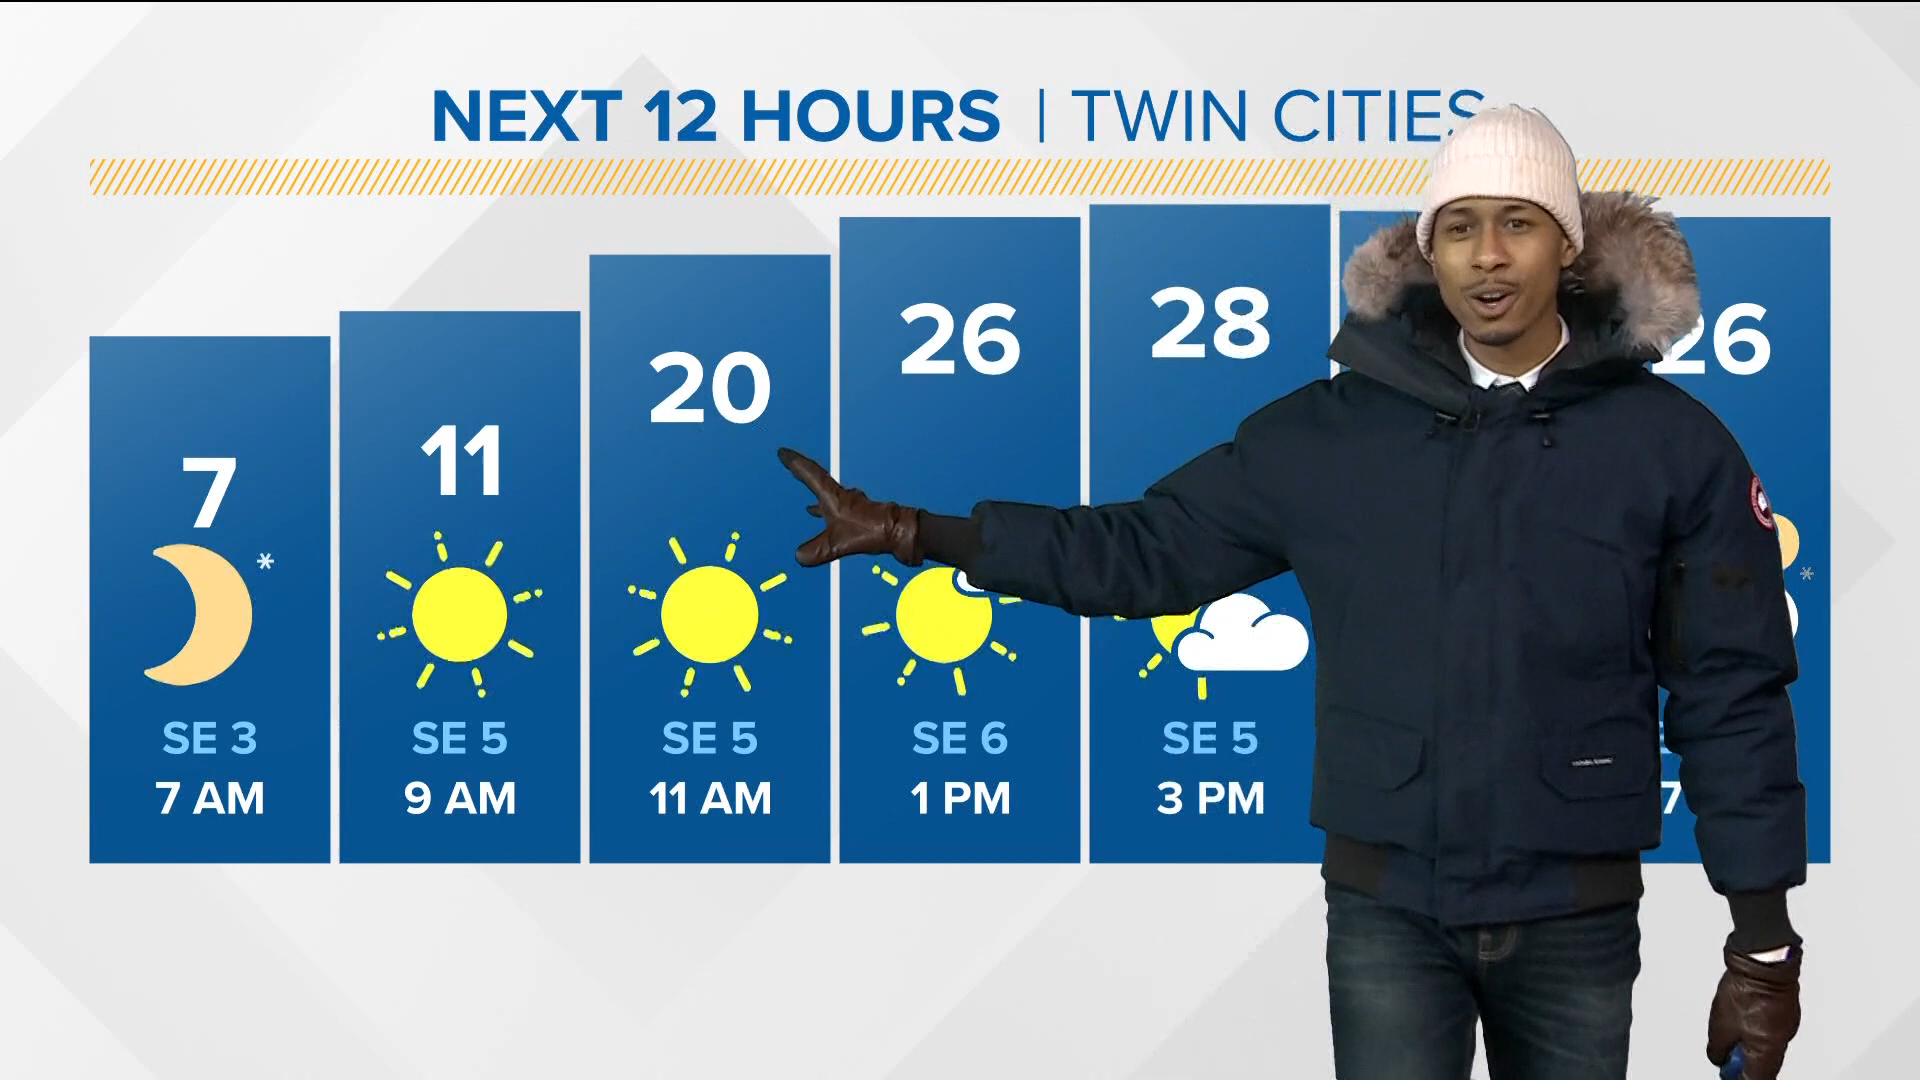 NEXT 12 HOURS | TWIN CITIES
7
11
20
26
28
26
SE 3
SE 5
SE 5
SE 6
SE 5
7 AM
9 AM
11 AM
1 PM
3 PM
7